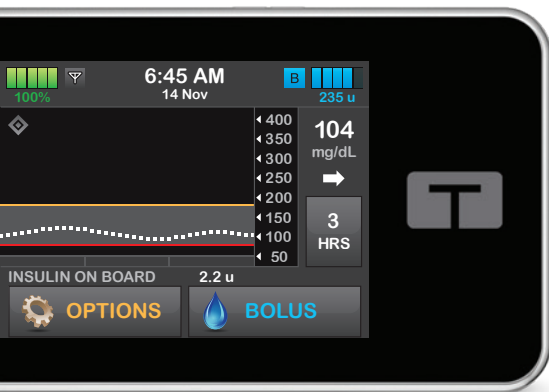 6:45 AM
14 Nov
100%
B
235 u
400
350
300
250
200
150
100
50
104
mg/dL
3
HRS
INSULIN ON BOARD 2.2 u
OPTIONS
BOLUS
T